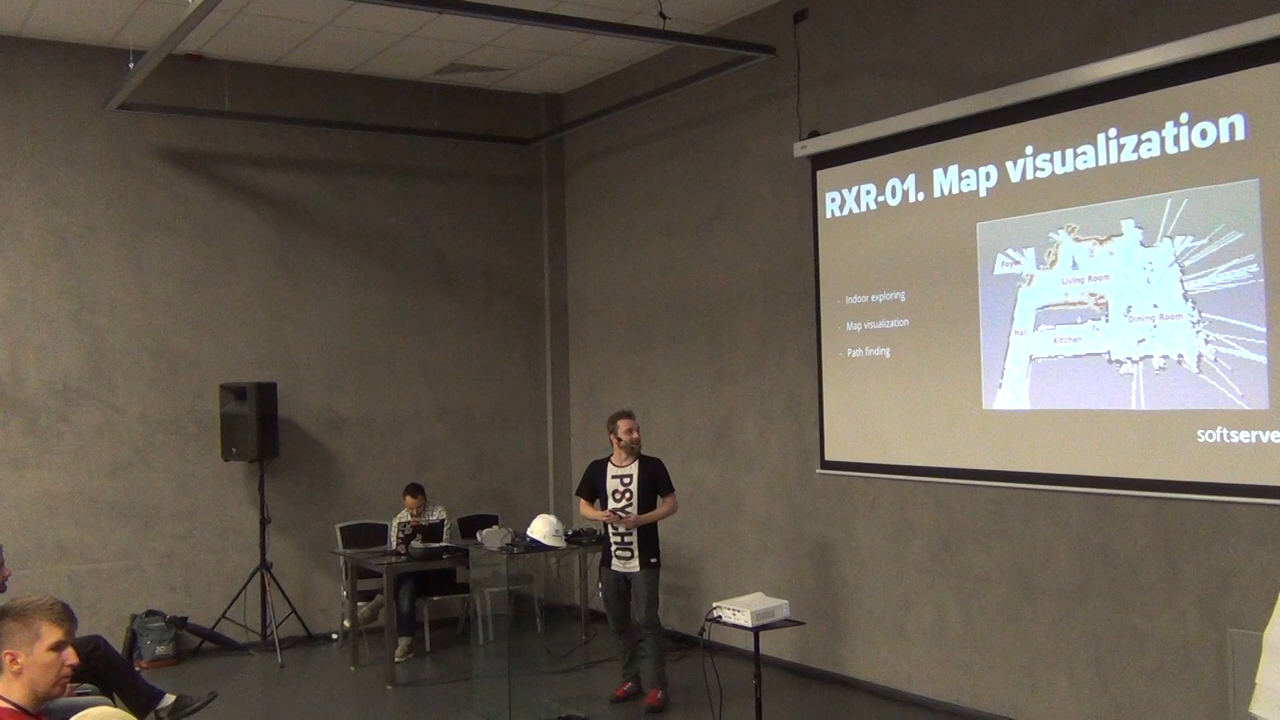 RXR-01. Map visualization
- Indoor exploring
- Map visualization
- Path finding
Foyer
Living Room
Dining Room
Hall
Kitchen
softserve
PSYCHO